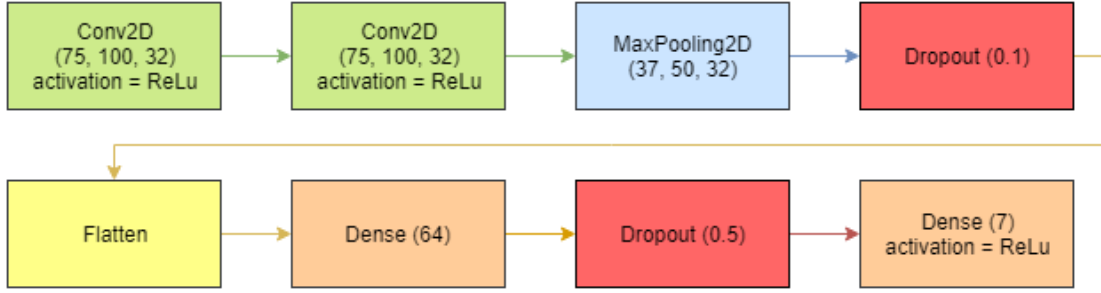 Conv2D
(75, 100, 32)
activation = ReLu
Conv2D
(75, 100, 32)
activation = ReLu
MaxPooling2D
(37, 50, 32)
Dropout (0.1)
Flatten
Dense (64)
Dropout (0.5)
Dense (7)
activation = ReLu